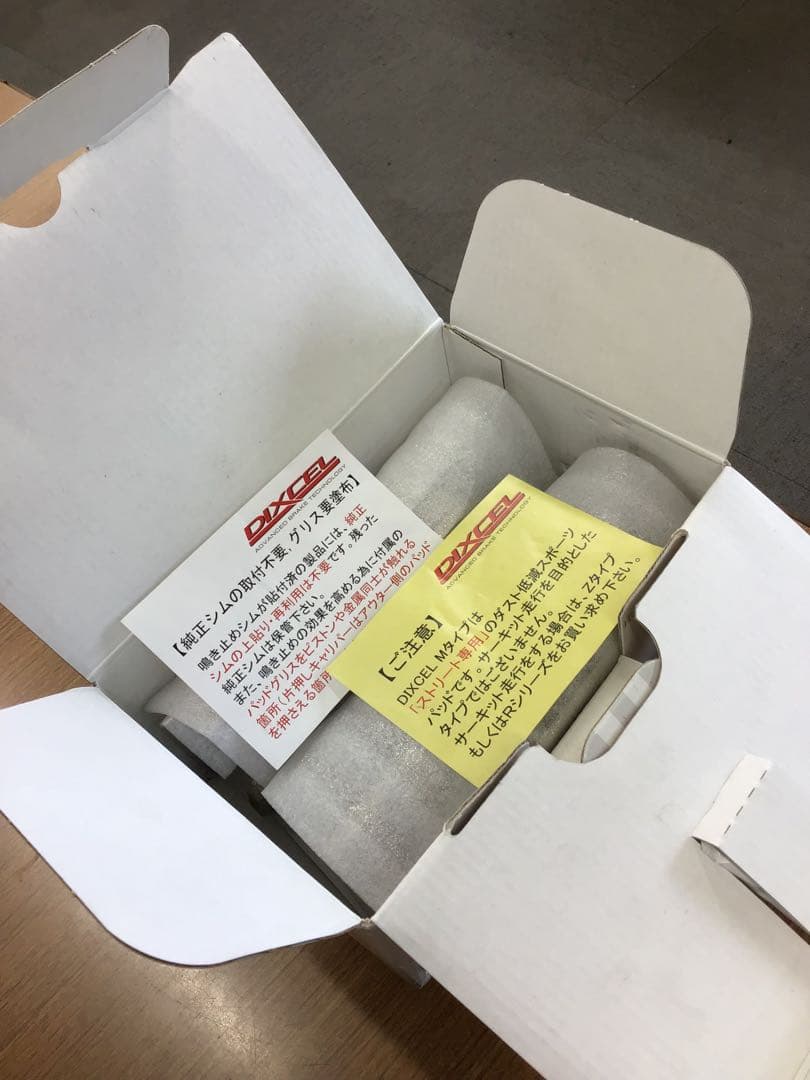 DIXCEL
ADVANCED BRAKE TECHNOLOGY
【純正シムの取付不要,グリス要塗布】
鳴き止めシムが貼付済の製品には、純正
シムの上貼り・再利用は不要です。残った
純正シムは保管下さい。
また、鳴き止めの効果を高める為に付属の
パッドグリスをピストンや金属同士が触れる
箇所(片押しキャリパーはアウター側のパッド
を押さえる箇所
DIXCEL
ADVANCED BRAKE TECHNOLOGY
【ご注意】
DIXCEL Mタイプは
「ストリート専用」のダスト低減スポーツ
パッドです。サーキット走行を目的とした
タイプではございません。
サーキット走行をする場合は、Zタイプ
もしくはRシリーズをお買い求め下さい。